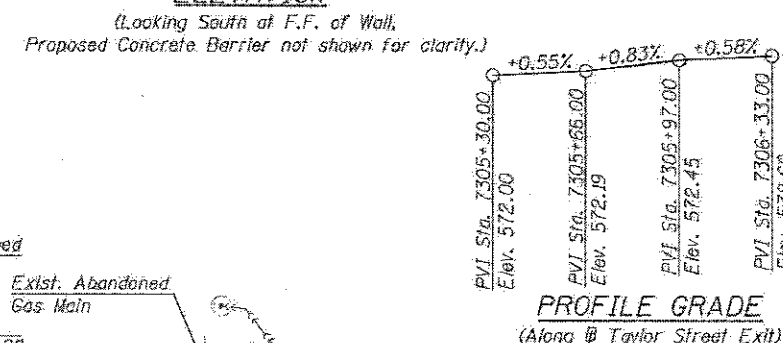 ELEVATION
(Looking South at F.F. of Wall,
Proposed Concrete Barrier not shown for clarity.)
+0.55%
+0.83%
+0.58%
PVI Sta. 7305+30.00
Elev. 572.00
PVI Sta. 7305+66.00
Elev. 572.19
PVI Sta. 7305+97.00
Elev. 572.45
PVI Sta. 7306+33.00
Elev.
Exist. Abandoned
Gas Main
PROFILE GRADE
(Along Taylor Street Exit)